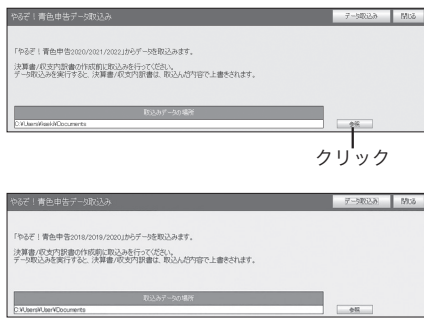 やるぞ！青色申告データ取込み
データ取込み 閉じる
「やるぞ！青色申告2020/2021/2022」からデータを取込みます。
決算書/収支内訳書の作成前に取込みを行ってください。
データ取込みを実行すると、決算書/収支内訳書は、取込んだ内容で上書きされます。
取込みデータの場所
C:¥Users¥iseki¥Documents
参照
クリック
やるぞ！青色申告データ取込み
データ取込み 閉じる
「やるぞ！青色申告2018/2019/2020」からデータを取込みます。
決算書/収支内訳書の作成前に取込みを行ってください。
データ取込みを実行すると、決算書/収支内訳書は、取込んだ内容で上書きされます。
取込みデータの場所
C:¥Users¥User¥Documents
参照